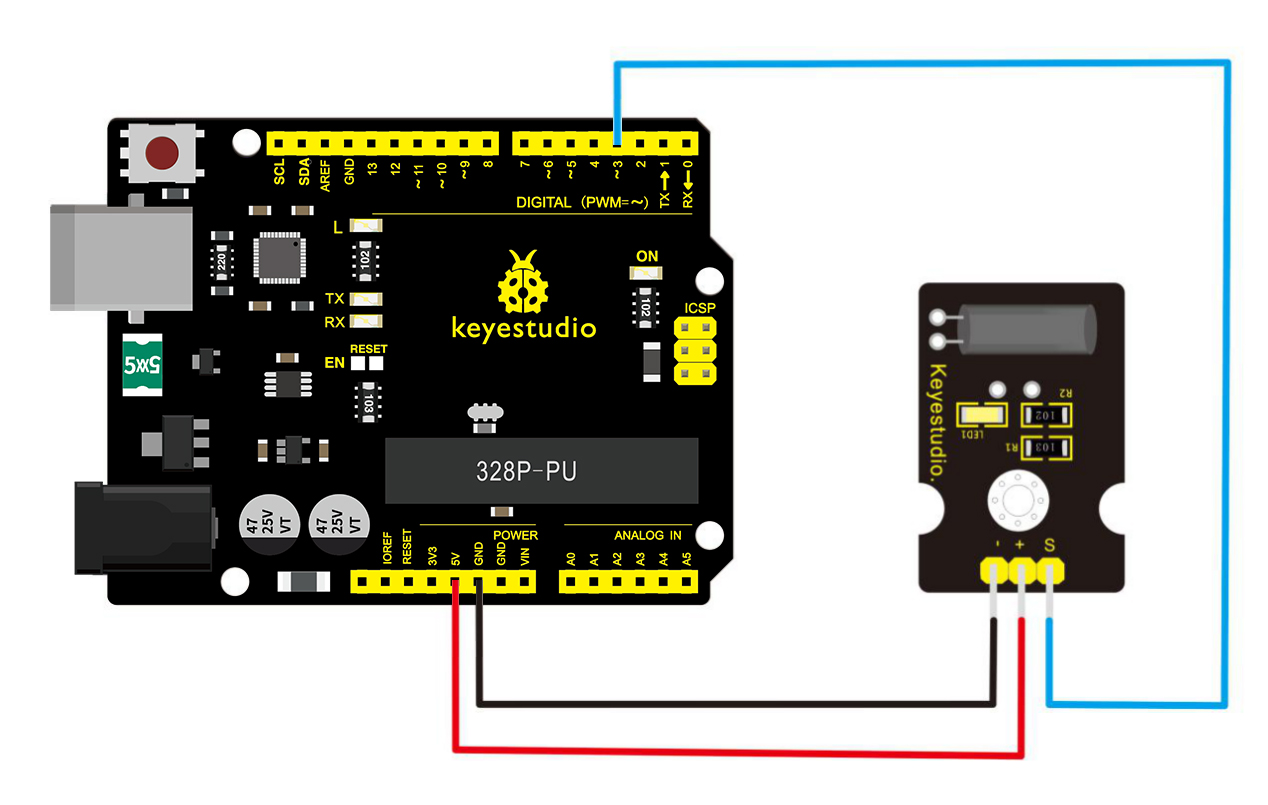 SCL
SDA
AREF
GND
13
12
~11
~10
~9
8
7
~6
~5
4
~3
2
TX→1
RX←0
DIGITAL (PWM=~)
L
220
102
TX
RX
ON
102
ICSP
keyestudio
RESET
EN
5xx5
103
328P-PU
47
25V
VT
47
25V
VT
POWER
ANALOG IN
IOREF
RESET
3V3
5V
GND
GND
VIN
A0
A1
A2
A3
A4
A5
Keyestudio.
R2
102
LED1
R1
103
- + S